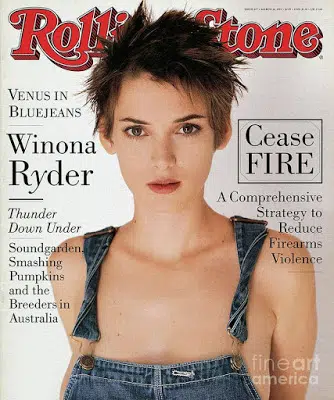 Rolling Stone
Venus in
Bluejeans
Winona
Ryder
Thunder
Down Under
Soundgarden,
Smashing
Pumpkins
and the
Breeders in
Australia
Cease
FIRE
A Comprehensive
Strategy to
Reduce
Firearms
Violence
fine art
america